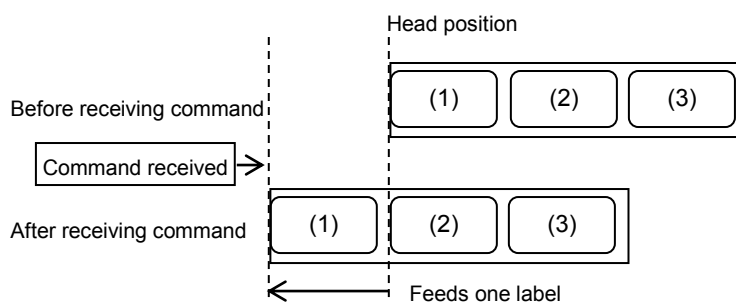 Head position
Before receiving command
(1) (2) (3)
Command received
After receiving command
(1) (2) (3)
Feeds one label